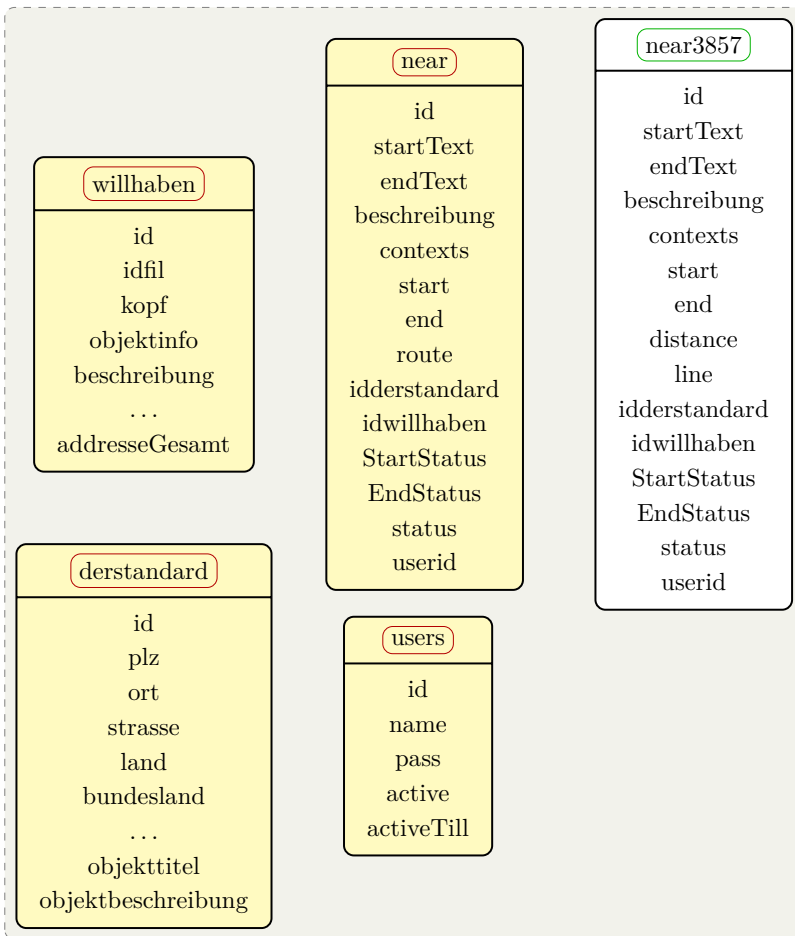 willhaben
id
idfil
kopf
objektinfo
beschreibung
...
addresseGesamt
derstandard
id
plz
ort
strasse
land
bundesland
...
objekttitel
objektbeschreibung
near
id
startText
endText
beschreibung
contexts
start
end
route
idderstandard
idwillhaben
StartStatus
EndStatus
status
userid
users
id
name
pass
active
activeTill
near3857
id
startText
endText
beschreibung
contexts
start
end
distance
line
idderstandard
idwillhaben
StartStatus
EndStatus
status
userid